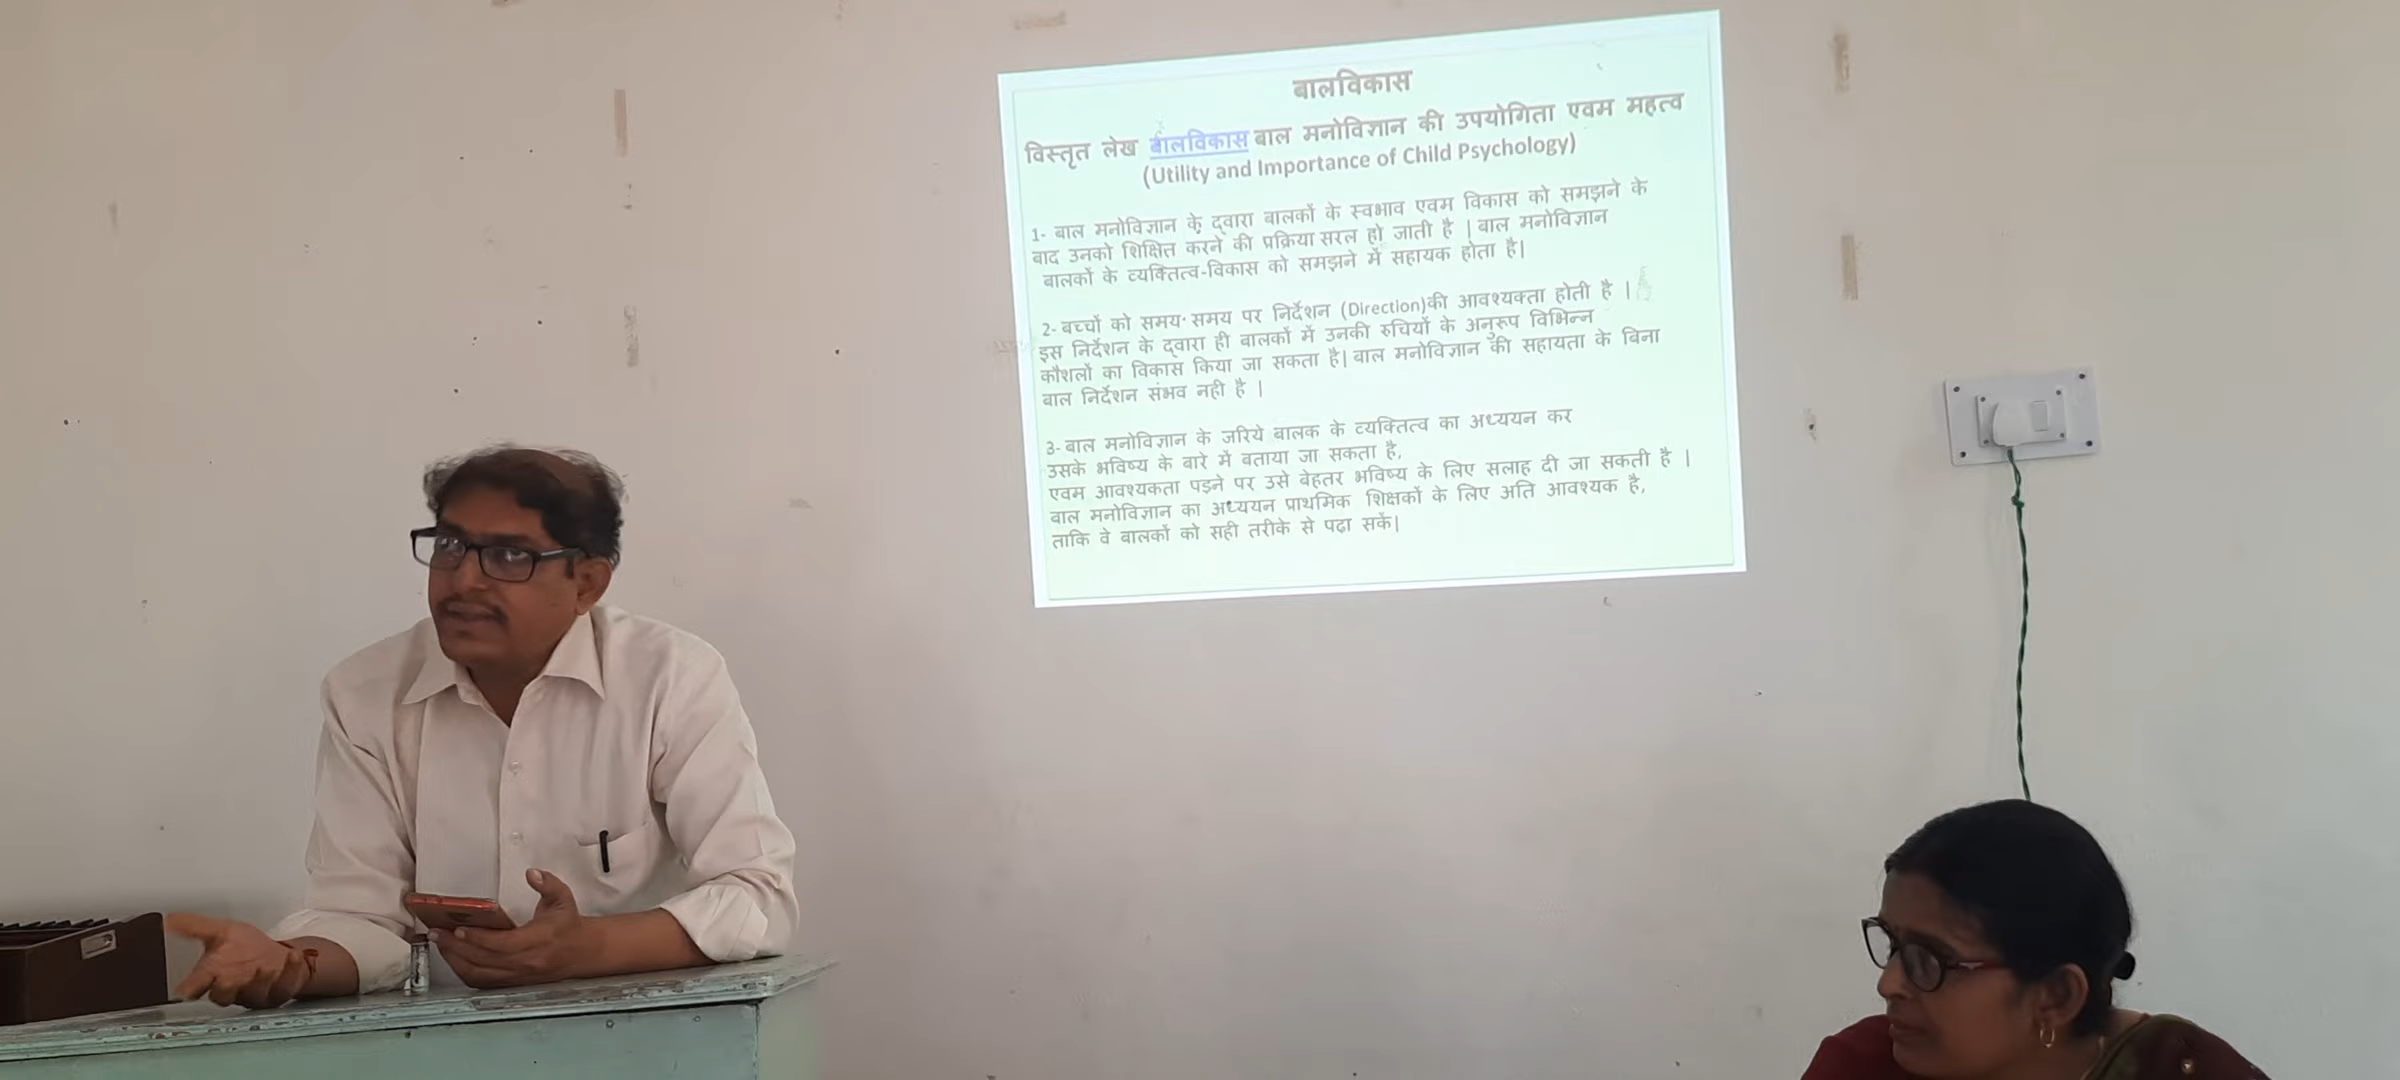 बालविकास
विस्तृत लेख बालविकास बाल मनोविज्ञान की उपयोगिता एवम महत्व
(Utility and Importance of Child Psychology)
1- बाल मनोविज्ञान के द्वारा बालकों के स्वभाव एवम विकास को समझने के
बाद उनको शिक्षित करने की प्रक्रिया सरल हो जाती है | बाल मनोविज्ञान
बालकों के व्यक्तित्व-विकास को समझने में सहायक होता है|
2- बच्चों को समय-समय पर निर्देशन (Direction)की आवश्यक्ता होती है |
इस निर्देशन के द्वारा ही बालकों में उनकी रुचियों के अनुरूप विभिन्न
कौशलों का विकास किया जा सकता है| बाल मनोविज्ञान की सहायता के बिना
बाल निर्देशन संभव नही है |
3- बाल मनोविज्ञान के जरिये बालक के व्यक्तित्व का अध्ययन कर
उसके भविष्य के बारे में बताया जा सकता है,
एवम आवश्यकता पड़ने पर उसे बेहतर भविष्य के लिए सलाह दी जा सकती है |
बाल मनोविज्ञान का अध्ययन प्राथमिक शिक्षकों के लिए अति आवश्यक है,
ताकि वे बालकों को सही तरीके से पढ़ा सकें|